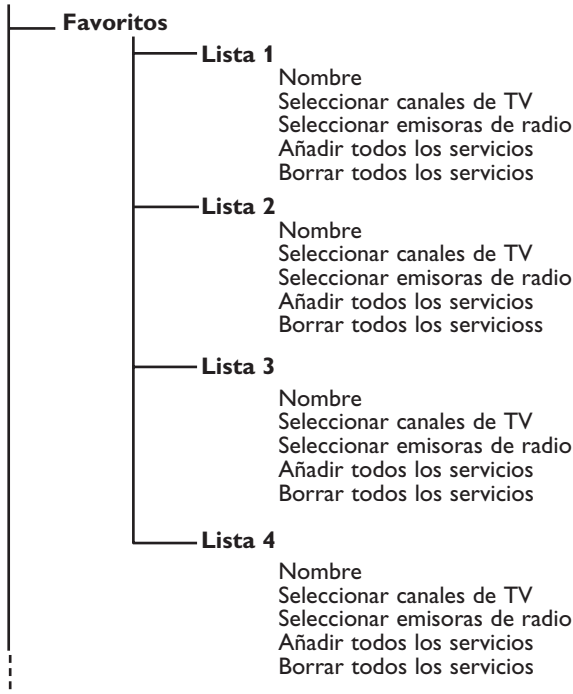 Favoritos
Lista 1
Nombre
Seleccionar canales de TV
Seleccionar emisoras de radio
Añadir todos los servicios
Borrar todos los servicios
Lista 2
Nombre
Seleccionar canales de TV
Seleccionar emisoras de radio
Añadir todos los servicios
Borrar todos los servicioss
Lista 3
Nombre
Seleccionar canales de TV
Seleccionar emisoras de radio
Añadir todos los servicios
Borrar todos los servicios
Lista 4
Nombre
Seleccionar canales de TV
Seleccionar emisoras de radio
Añadir todos los servicios
Borrar todos los servicios